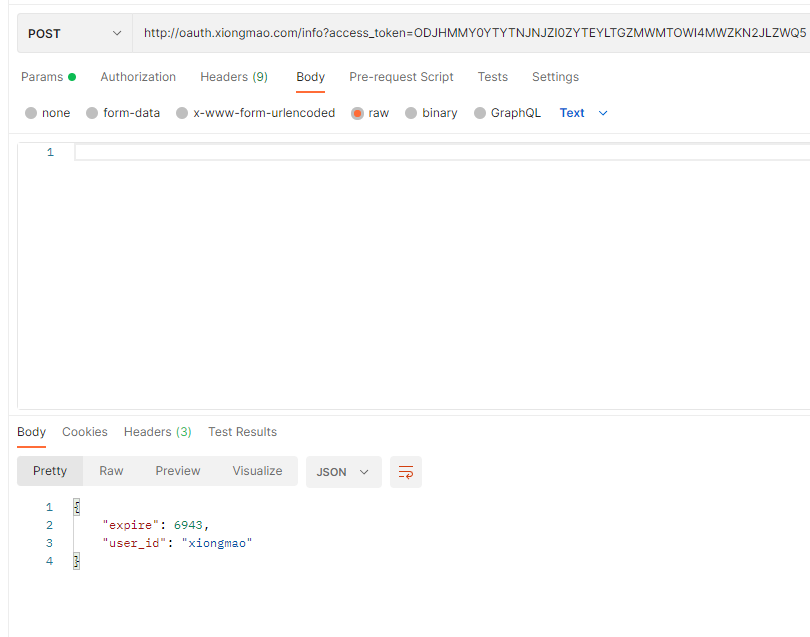 POST http://oauth.xiongmao.com/info?access_token=ODJHMMY0YTYTNJNJZI0ZYTEYLTGZMWMTOWI4MWZKN2JLZWQ5
Params Authorization Headers (9) Body Pre-request Script Tests Settings
none form-data x-www-form-urlencoded raw binary GraphQL Text
1
Body Cookies Headers (3) Test Results
Pretty Raw Preview Visualize JSON
1 {
2 "expire": 6943,
3 "user_id": "xiongmao"
4 }